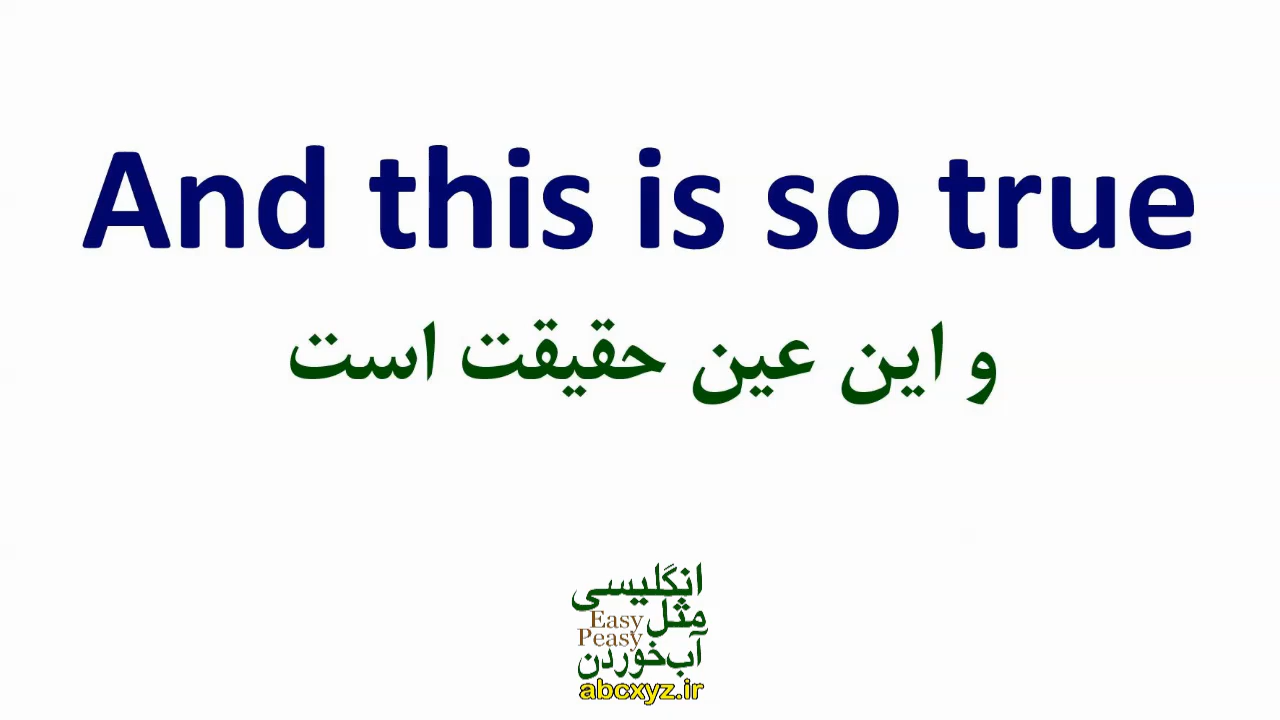 And this is so true
و این عین حقیقت است
انگلیسی
مثل
Easy
Peasy
آب‌خوردن
abcxyz.ir